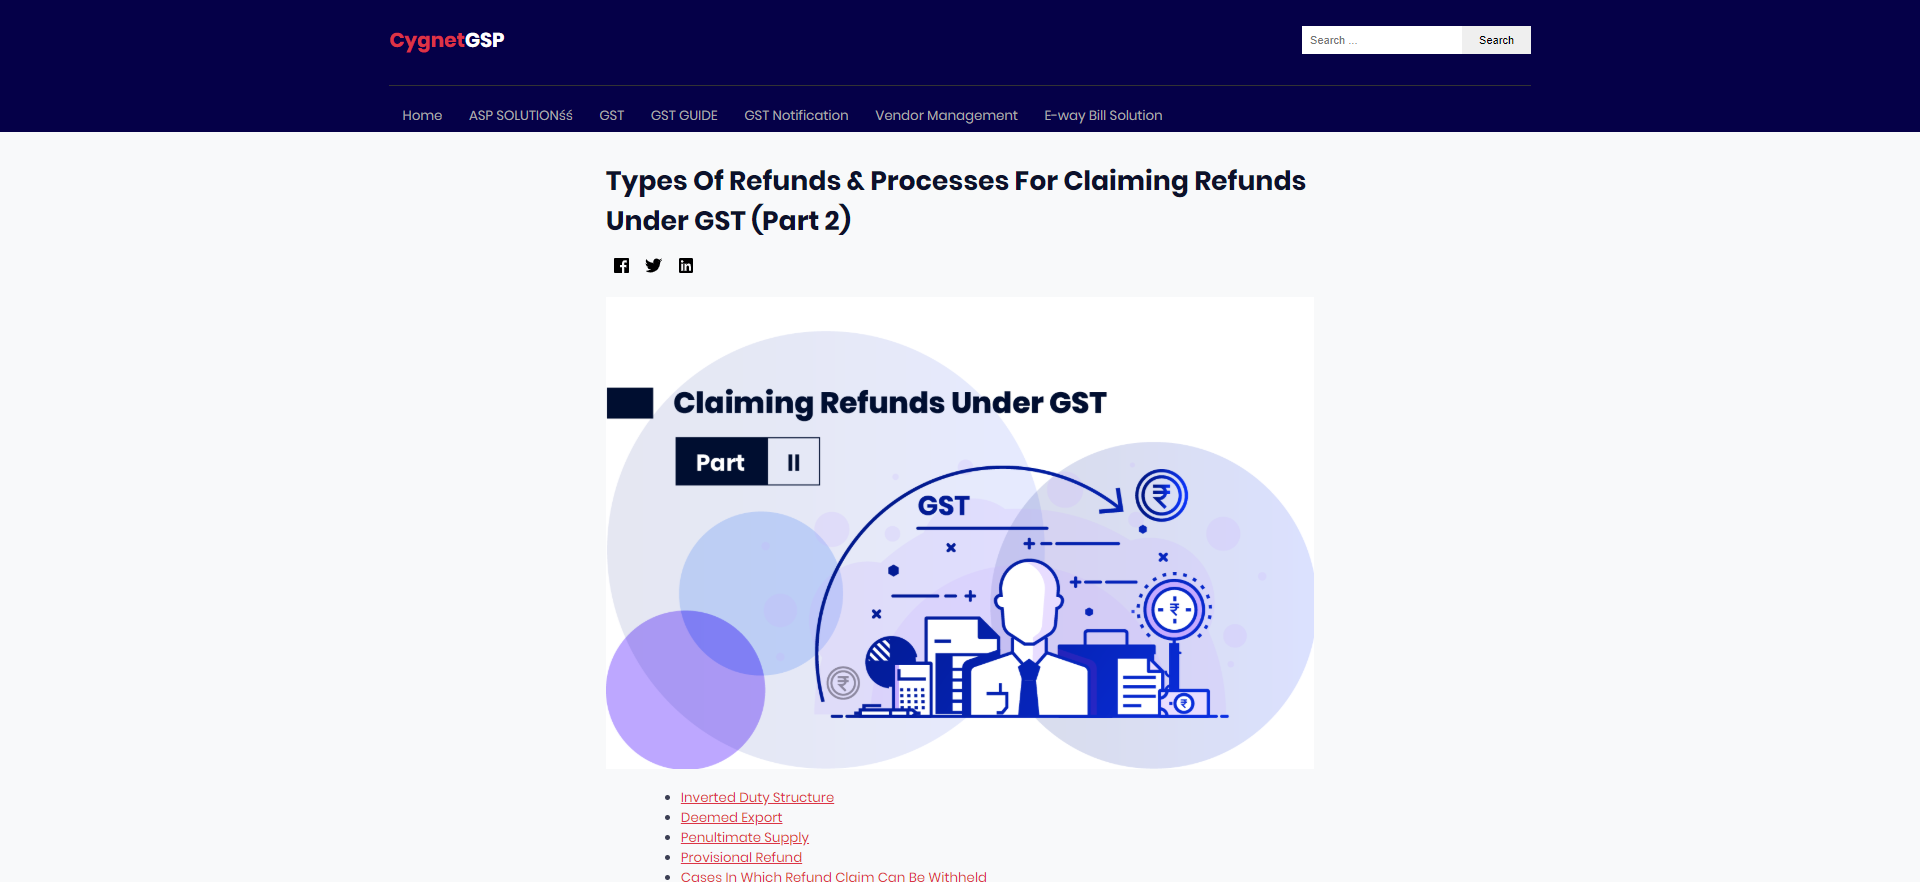 CygnetGSP
Search ...
Search
Home
ASP SOLUTIONśś
GST
GST GUIDE
GST Notification
Vendor Management
E-way Bill Solution
Types Of Refunds & Processes For Claiming Refunds
Under GST (Part 2)
Claiming Refunds Under GST
Part II
GST
Inverted Duty Structure
Deemed Export
Penultimate Supply
Provisional Refund
Cases In Which Refund Claim Can Be Withheld